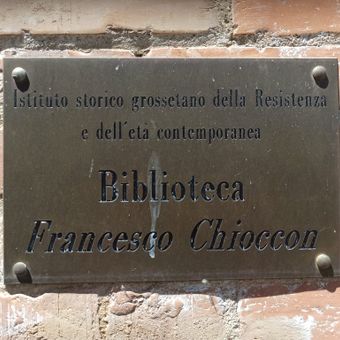 Istituto storico grossetano della Resistenza
e dell'età contemporanea
Biblioteca
Francesco Chioccon